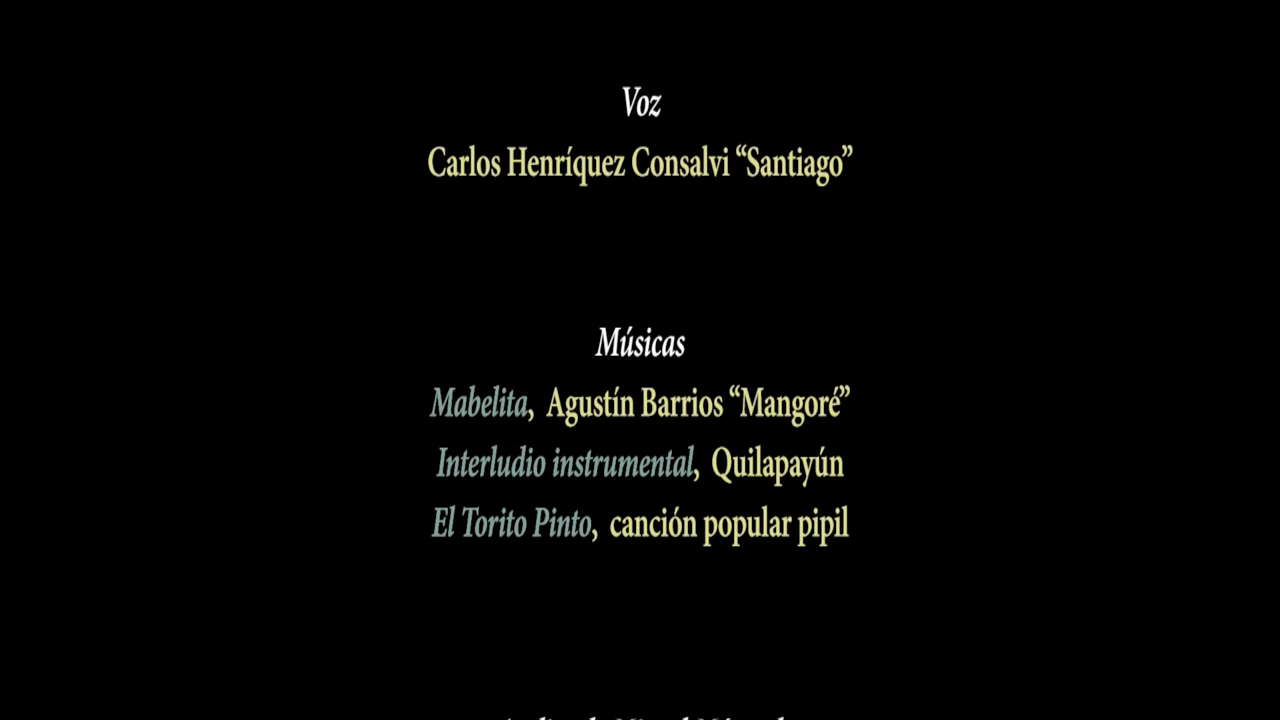 Voz
Carlos Henríquez Consalvi “Santiago”
Músicas
Mabelita, Agustín Barrios “Mangoré”
Interludio instrumental, Quilapayún
El Torito Pinto, canción popular pipil